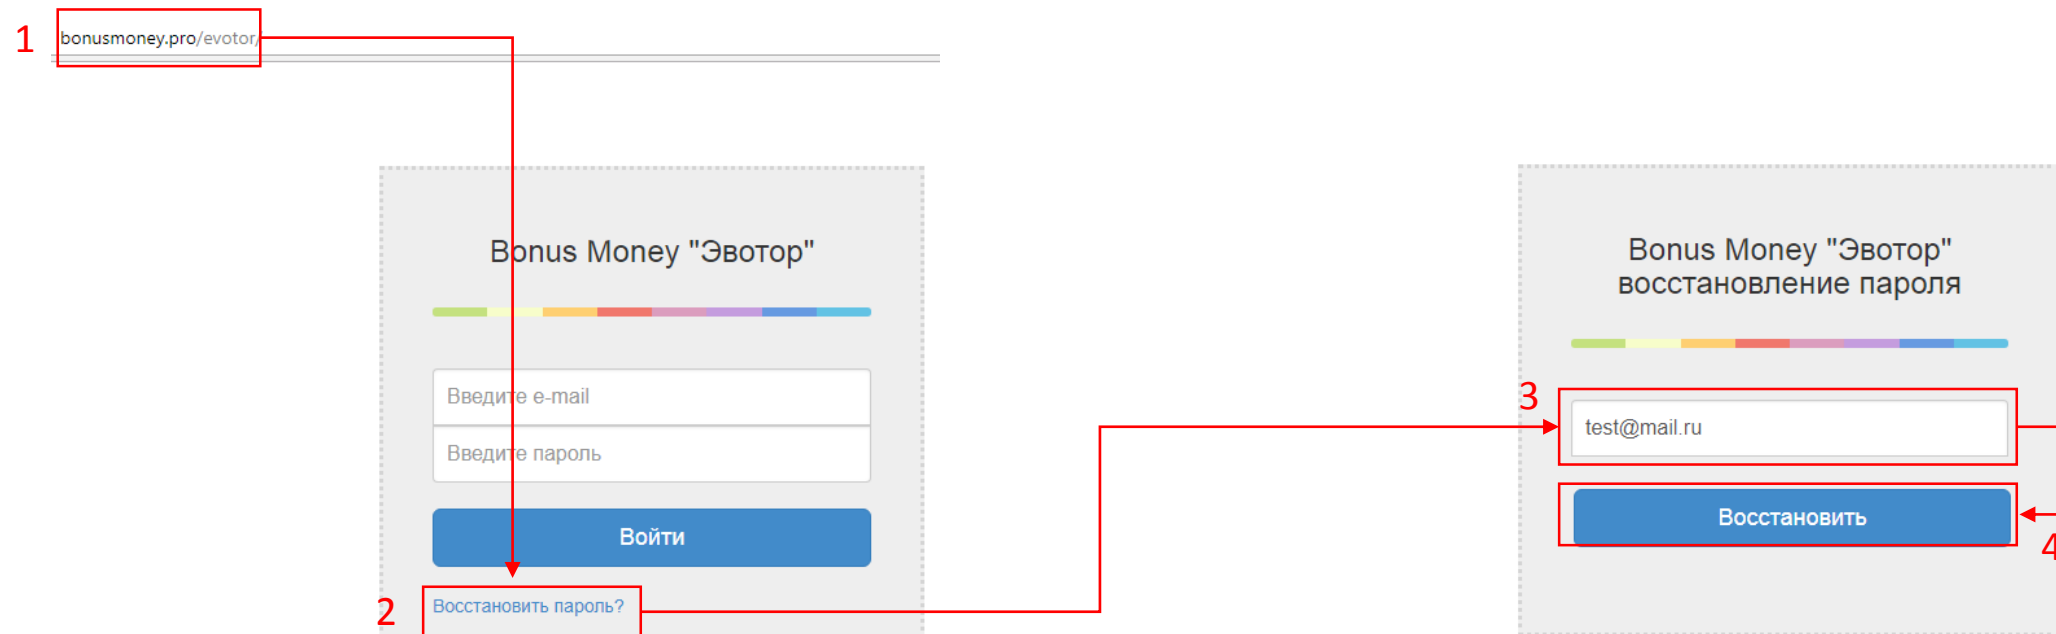 1
bonusmoney.pro/evotor/
Bonus Money "Эвотор"
Введите e-mail
Введите пароль
Войти
2
Восстановить пароль?
Bonus Money "Эвотор"
восстановление пароля
3
test@mail.ru
Восстановить
4